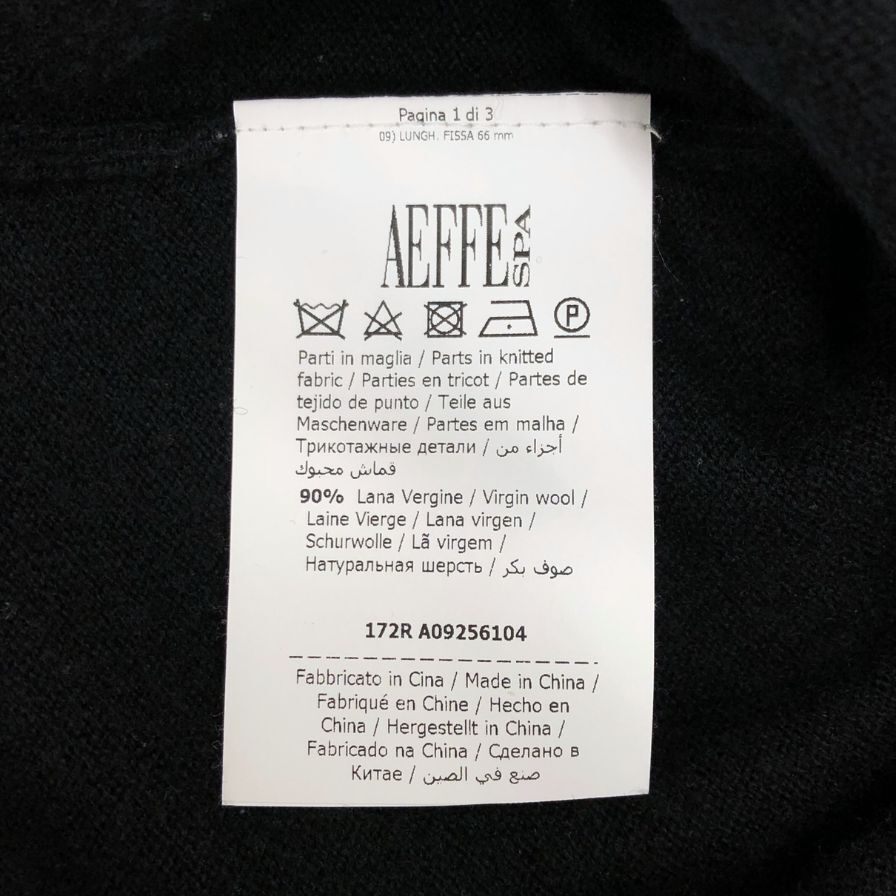 Pagina 1 di 3
09) LUNGH. FISSA 66 mm
AEFFE SPA
P
Parti in maglia / Parts in knitted
fabric / Parties en tricot / Partes de
tejido de punto / Teile aus
Maschenware / Partes em malha /
Трикотажные детали / أجزاء من
قماش محبوك
90% Lana Vergine / Virgin wool /
Laine Vierge / Lana virgen /
Schurwolle / Lã virgem /
Натуральная шерсть / صوف بكر
172R A09256104
Fabbricato in Cina / Made in China /
Fabriqué en Chine / Hecho en
China / Hergestellt in China /
Fabricado na China / Сделано в
Китае / صنع في الصين